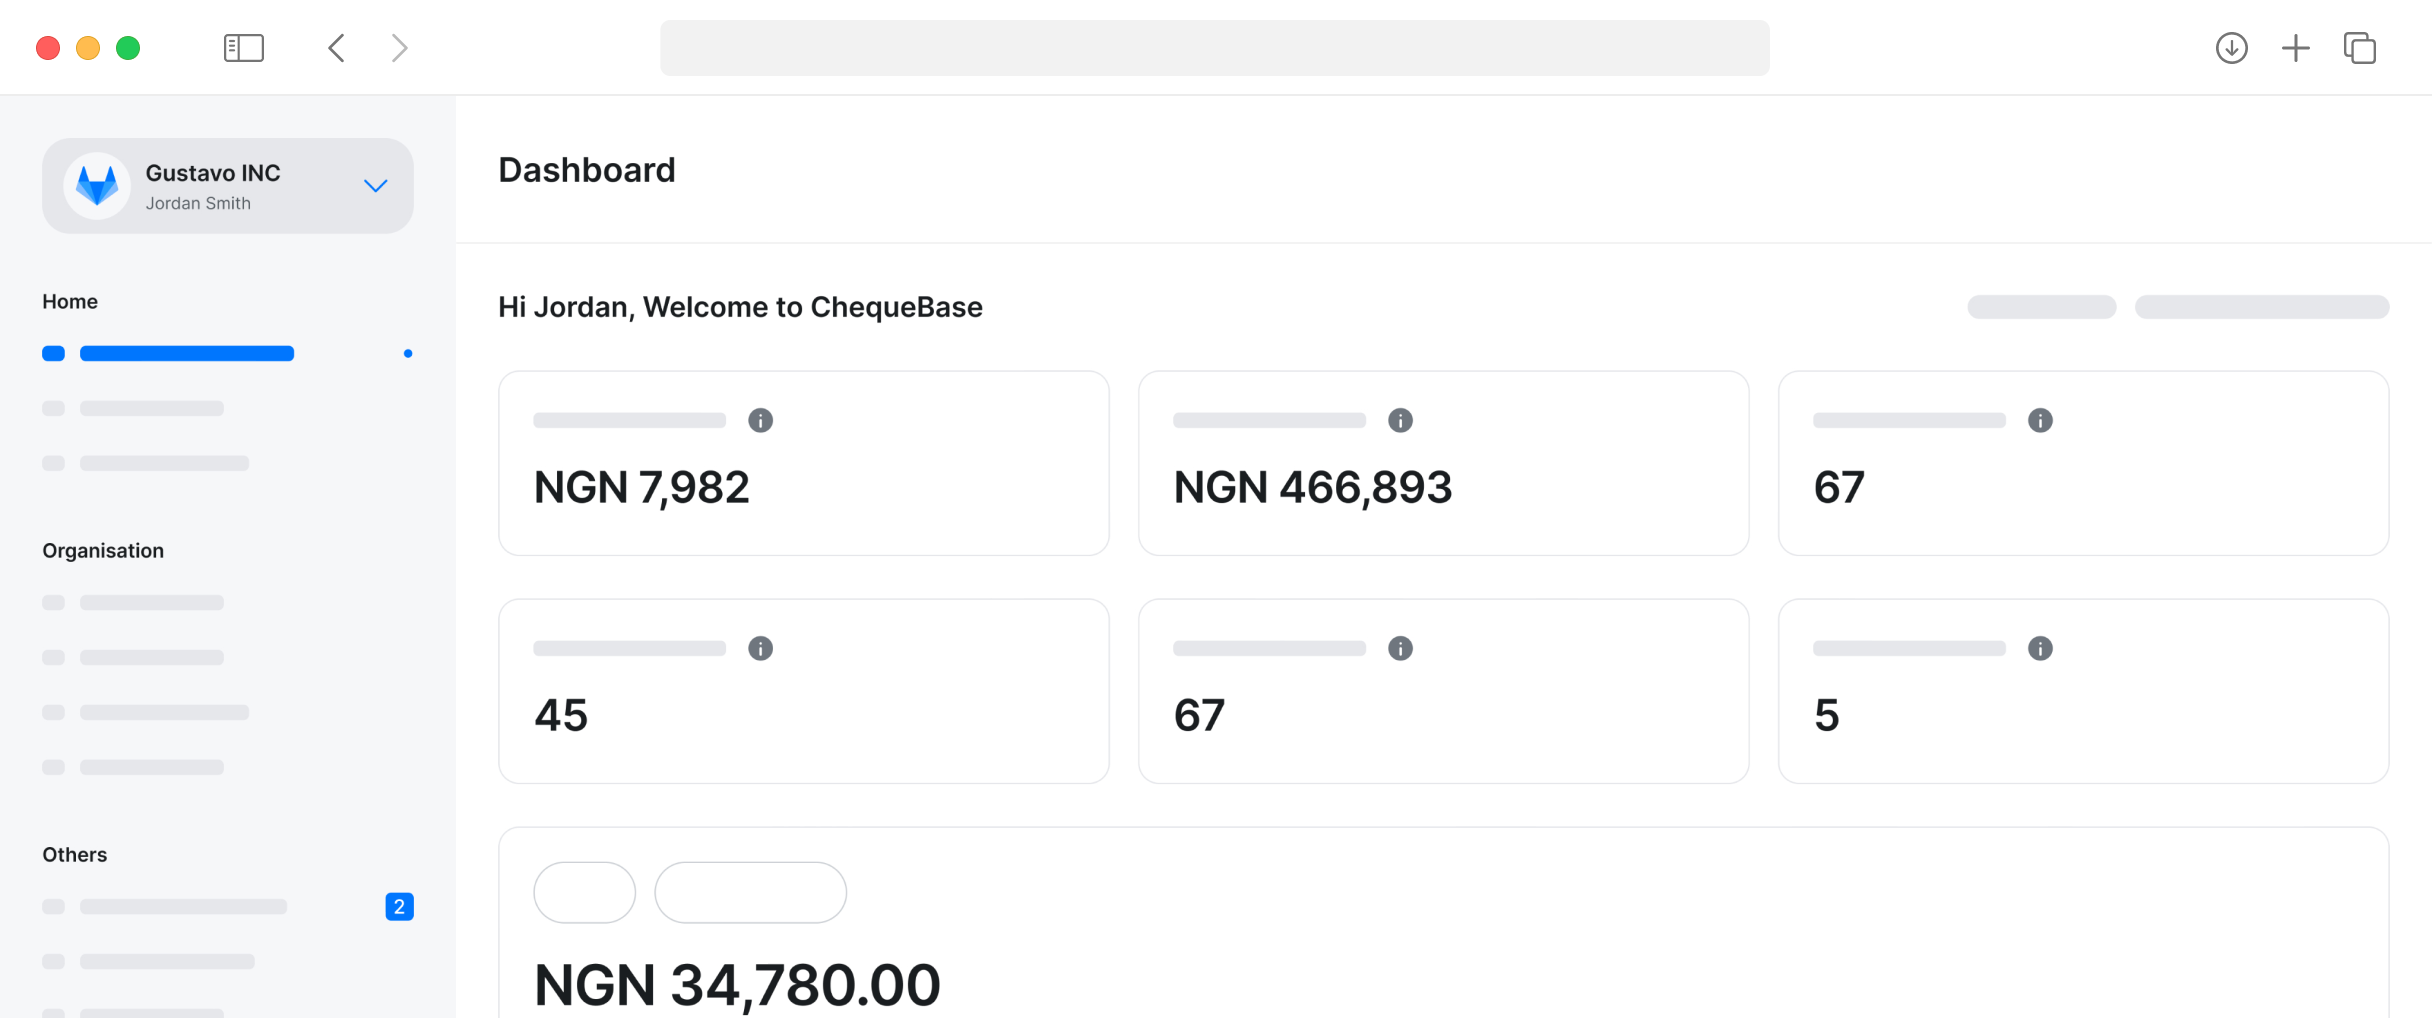 Gustavo INC
Jordan Smith
Home
Organisation
Others
2
Dashboard
Hi Jordan, Welcome to ChequeBase
NGN 7,982
NGN 466,893
67
45
67
5
NGN 34,780.00